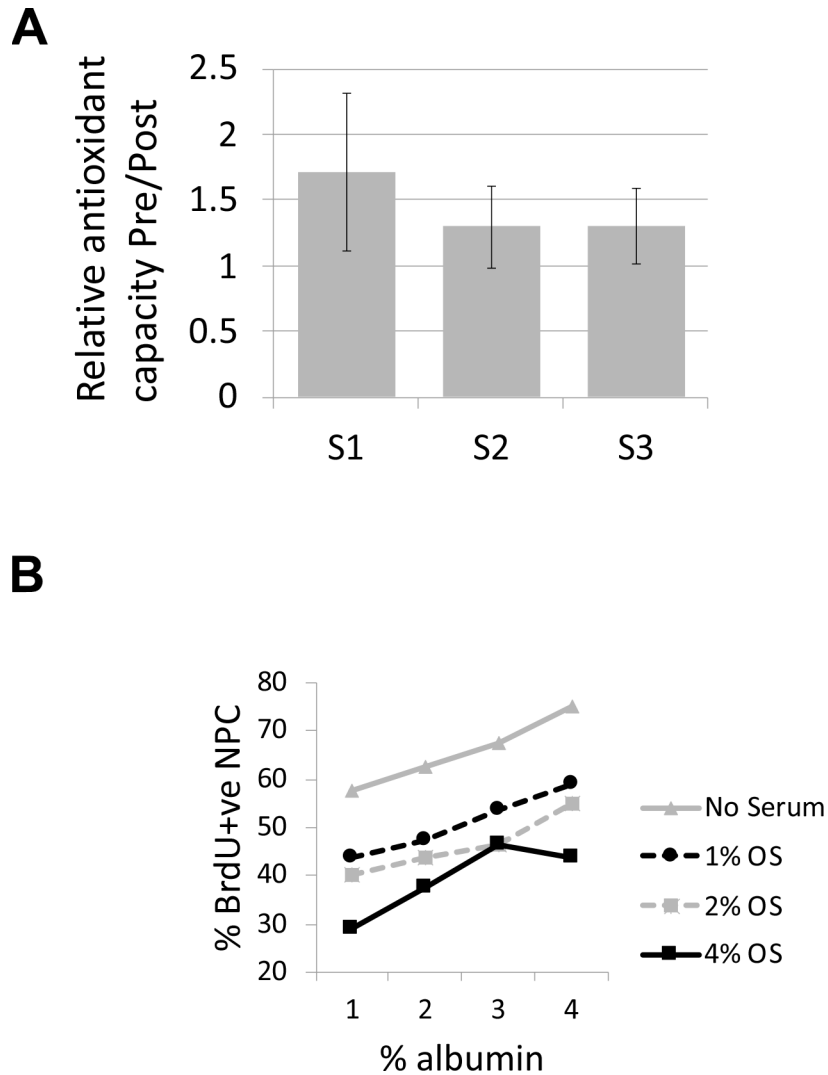 A
Relative antioxidant
capacity Pre/Post
2.5
2
1.5
1
0.5
0
S1
S2
S3
B
% BrdU+ve NPC
80
70
60
50
40
30
20
1
2
3
4
% albumin
No Serum
1% OS
2% OS
4% OS